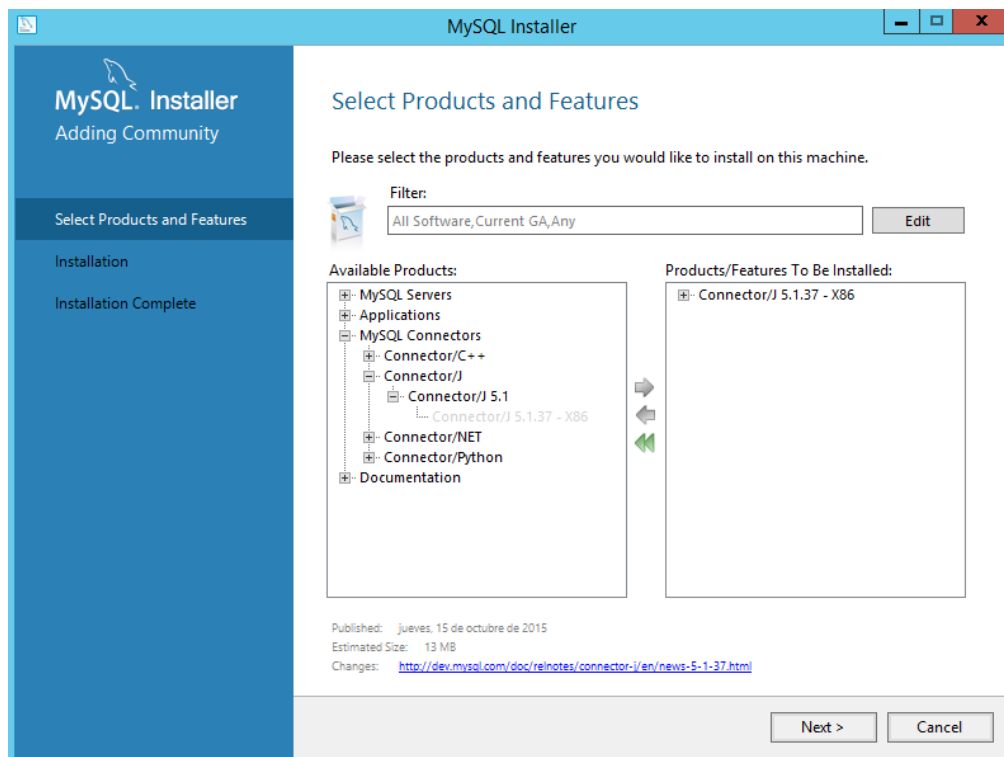 MySQL Installer
MySQL. Installer
Adding Community
Select Products and Features
Installation
Installation Complete
Select Products and Features
Please select the products and features you would like to install on this machine.
Filter:
All Software,Current GA,Any
Edit
Available Products:
MySQL Servers
Applications
MySQL Connectors
Connector/C++
Connector/J
Connector/J 5.1
Connector/J 5.1.37 - X86
Connector/NET
Connector/Python
Documentation
Products/Features To Be Installed:
Connector/J 5.1.37 - X86
Published: jueves, 15 de octubre de 2015
Estimated Size: 13 MB
Changes: http://dev.mysql.com/doc/relnotes/connector-j/en/news-5-1-37.html
Next >
Cancel